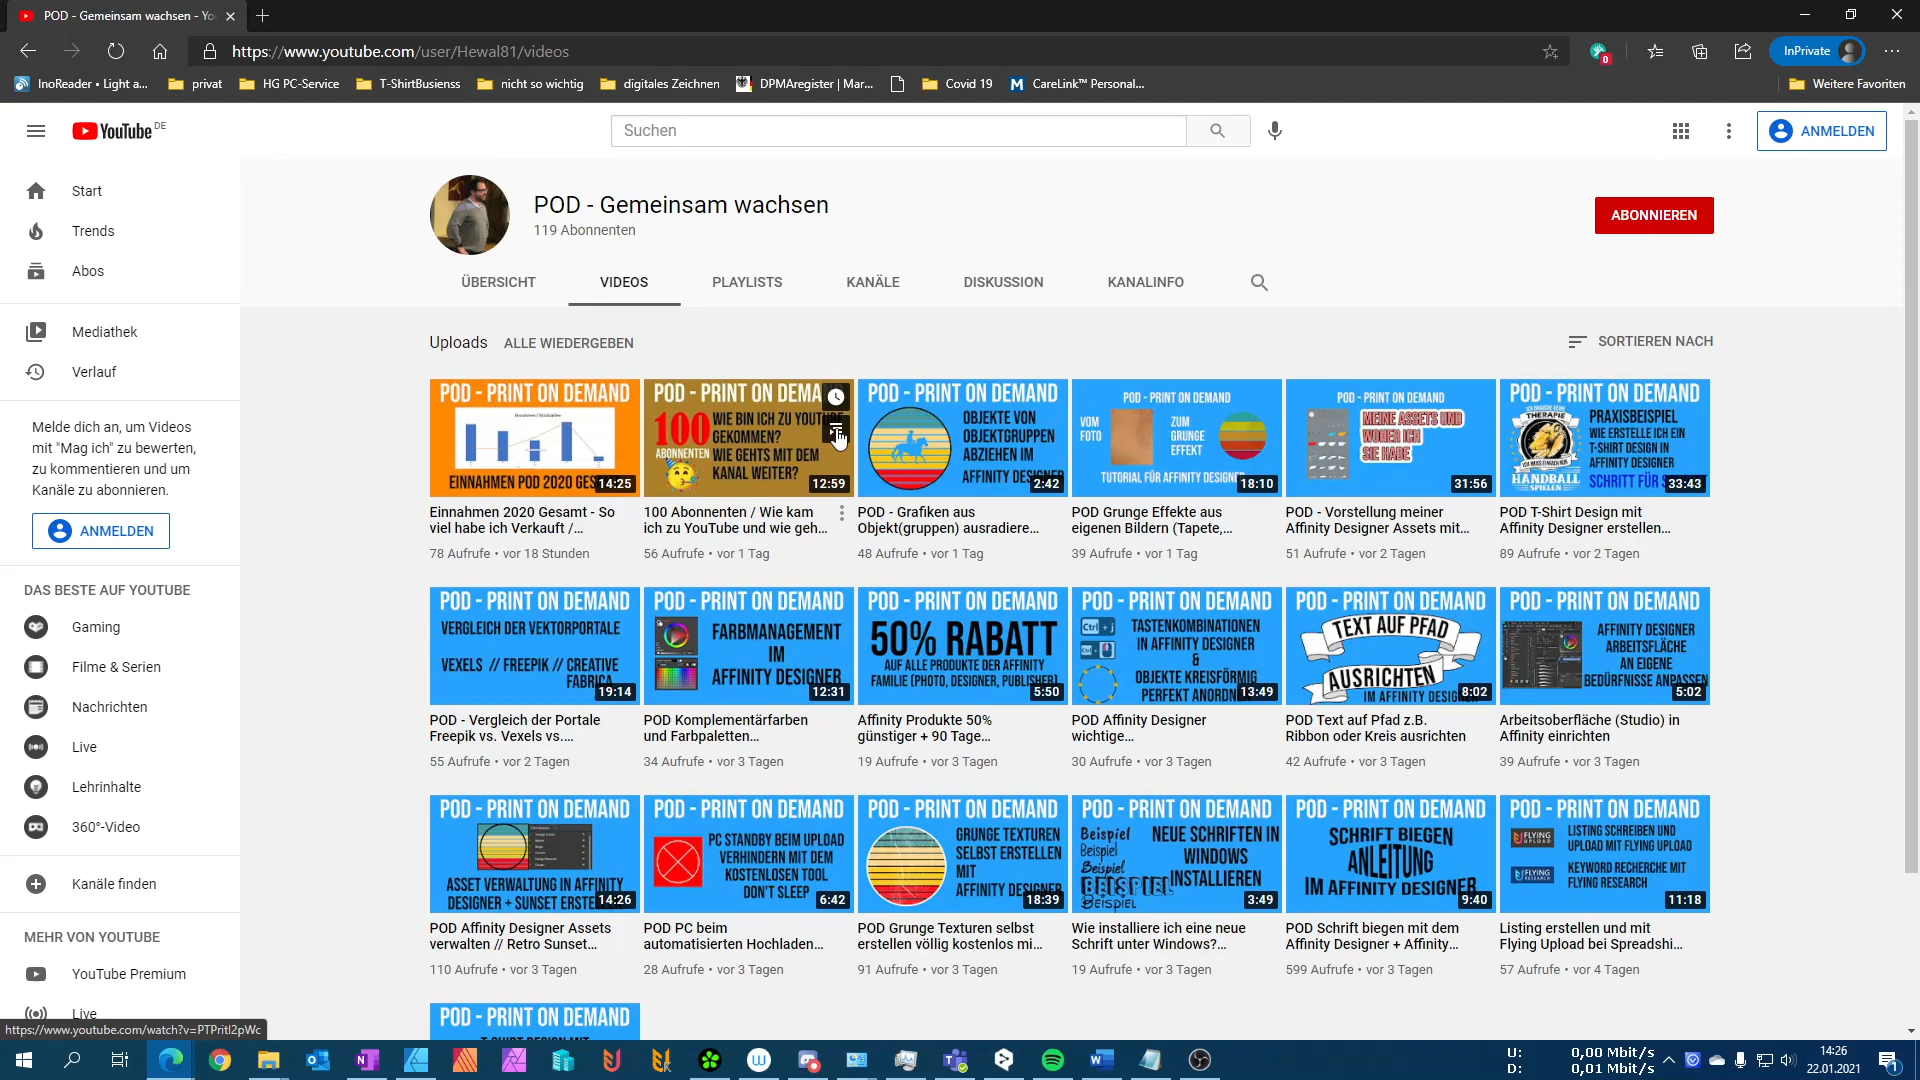 POD - Gemeinsam wachsen - Yo
https://www.youtube.com/user/Hewal81/videos
InPrivate
InoReader • Light a...
privat
HG PC-Service
T-ShirtBusienss
nicht so wichtig
digitales Zeichnen
DPMAregister | Mar...
Covid 19
CareLink™ Personal...
Weitere Favoriten
YouTube DE
Suchen
ANMELDEN
Start
Trends
Abos
Mediathek
Verlauf
Melde dich an, um Videos
mit "Mag ich" zu bewerten,
zu kommentieren und um
Kanäle zu abonnieren.
ANMELDEN
DAS BESTE AUF YOUTUBE
Gaming
Filme & Serien
Nachrichten
Live
Lehrinhalte
360°-Video
Kanäle finden
MEHR VON YOUTUBE
YouTube Premium
Live
https://www.youtube.com/watch?v=PTPritl2pWc
POD - Gemeinsam wachsen
119 Abonnenten
ABONNIEREN
ÜBERSICHT
VIDEOS
PLAYLISTS
KANÄLE
DISKUSSION
KANALINFO
Uploads
ALLE WIEDERGEBEN
SORTIEREN NACH
POD - PRINT ON DEMAND
EINNAHMEN POD 2020 GES
14:25
Einnahmen 2020 Gesamt - So
viel habe ich Verkauft /...
78 Aufrufe • vor 18 Stunden
POD - PRINT ON DEMA
100
ABONNENTEN
WIE BIN ICH ZU YOUTUBE
GEKOMMEN?
WIE GEHTS MIT DEM
KANAL WEITER?
12:59
100 Abonnenten / Wie kam
ich zu YouTube und wie geh...
56 Aufrufe • vor 1 Tag
POD - PRINT ON DEMAND
OBJEKTE VON
OBJEKTGRUPPEN
ABZIEHEN IM
AFFINITY DESIGNER
2:42
POD - Grafiken aus
Objekt(gruppen) ausradiere...
48 Aufrufe • vor 1 Tag
POD - PRINT ON DEMAND
VOM
FOTO
ZUM
GRUNGE
EFFEKT
TUTORIAL FÜR AFFINITY DESIGNE
18:10
POD Grunge Effekte aus
eigenen Bildern (Tapete,...
39 Aufrufe • vor 1 Tag
POD - PRINT ON DEMAND
MEINE ASSETS UND
WOHER ICH
SIE HABE
31:56
POD - Vorstellung meiner
Affinity Designer Assets mit...
51 Aufrufe • vor 2 Tagen
POD - PRINT ON DEMAND
THERAPIE
HANDBALL
SPIELEN
PRAXISBEISPIEL
WIE ERSTELLE ICH EIN
T-SHIRT DESIGN IN
AFFINITY DESIGNER
SCHRITT FÜR S
33:43
POD T-Shirt Design mit
Affinity Designer erstellen...
89 Aufrufe • vor 2 Tagen
POD - PRINT ON DEMAND
VERGLEICH DER VEKTORPORTALE
VEXELS // FREEPIK // CREATIVE
FABRICA
19:14
POD - Vergleich der Portale
Freepik vs. Vexels vs....
55 Aufrufe • vor 2 Tagen
POD - PRINT ON DEMAND
FARBMANAGEMENT
IM
AFFINITY DESIGNER
12:31
POD Komplementärfarben
und Farbpaletten...
34 Aufrufe • vor 3 Tagen
POD - PRINT ON DEMAND
50% RABATT
AUF ALLE PRODUKTE DER AFFINITY
FAMILIE (PHOTO, DESIGNER, PUBLISHER)
5:50
Affinity Produkte 50%
günstiger + 90 Tage...
19 Aufrufe • vor 3 Tagen
POD - PRINT ON DEMAND
Ctrl + j
Ctrl +
TASTENKOMBINATIONEN
IN AFFINITY DESIGNER
&
OBJEKTE KREISFÖRMIG
PERFEKT ANORDN
13:49
POD Affinity Designer
wichtige...
30 Aufrufe • vor 3 Tagen
POD - PRINT ON DEMAND
TEXT AUF PFAD
AUSRICHTEN
IM AFFINITY DESIG
8:02
POD Text auf Pfad z.B.
Ribbon oder Kreis ausrichten
42 Aufrufe • vor 3 Tagen
POD - PRINT ON DEMAND
AFFINITY DESIGNER
ARBEITSFLÄCHE
AN EIGENE
BEDÜRFNISSE ANPASSEN
5:02
Arbeitsoberfläche (Studio) in
Affinity einrichten
39 Aufrufe • vor 3 Tagen
POD - PRINT ON DEMAND
ASSET VERWALTUNG IN AFFINITY
DESIGNER + SUNSET ERSTE
14:26
POD Affinity Designer Assets
verwalten // Retro Sunset...
110 Aufrufe • vor 3 Tagen
POD - PRINT ON DEMAND
PC STANDBY BEIM UPLOAD
VERHINDERN MIT DEM
KOSTENLOSEN TOOL
DON'T SLEEP
6:42
POD PC beim
automatisierten Hochladen...
28 Aufrufe • vor 3 Tagen
POD - PRINT ON DEMAND
GRUNGE TEXTUREN
SELBST ERSTELLEN
MIT
AFFINITY DESIGNER
18:39
POD Grunge Texturen selbst
erstellen völlig kostenlos mi...
91 Aufrufe • vor 3 Tagen
POD - PRINT ON DEMAND
Beispiel
Beispiel
Beispiel
BEISPIEL
Beispiel
NEUE SCHRIFTEN IN
WINDOWS
INSTALLIEREN
3:49
Wie installiere ich eine neue
Schrift unter Windows?...
19 Aufrufe • vor 3 Tagen
POD - PRINT ON DEMAND
SCHRIFT BIEGEN
ANLEITUNG
IM AFFINITY DESIGNER
9:40
POD Schrift biegen mit dem
Affinity Designer + Affinity...
599 Aufrufe • vor 3 Tagen
POD - PRINT ON DEMAND
FLYING UPLOAD
FLYING RESEARCH
LISTING SCHREIBEN UND
UPLOAD MIT FLYING UPLOAD
KEYWORD RECHERCHE MIT
FLYING RESEARCH
11:18
Listing erstellen und mit
Flying Upload bei Spreadshi...
57 Aufrufe • vor 4 Tagen
POD - PRINT ON DEMAND
U: 0,00 Mbit/s
D: 0,01 Mbit/s
14:26
22.01.2021